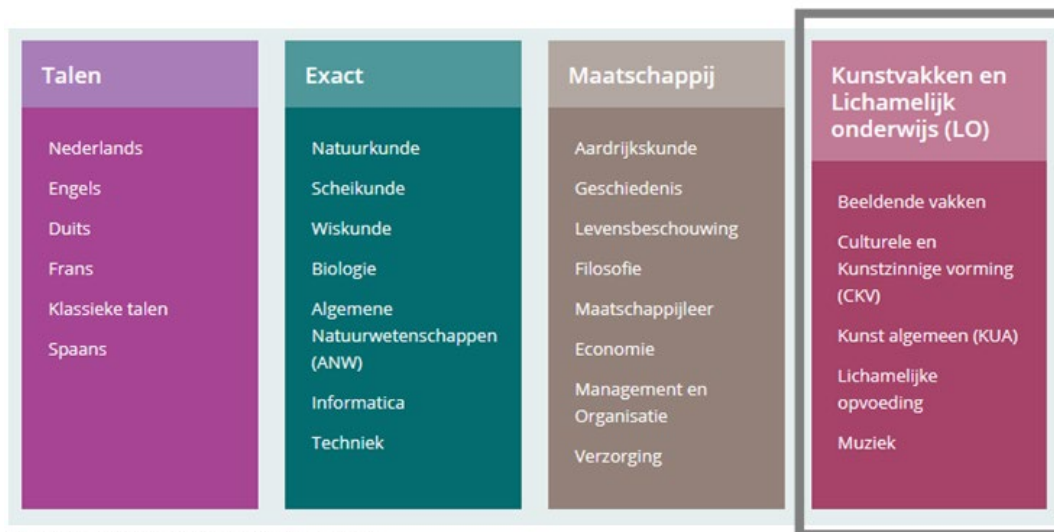 Talen
Nederlands
Engels
Duits
Frans
Klassieke talen
Spaans
Exact
Natuurkunde
Scheikunde
Wiskunde
Biologie
Algemene
Natuurwetenschappen
(ANW)
Informatica
Techniek
Maatschappij
Aardrijkskunde
Geschiedenis
Levensbeschouwing
Filosofie
Maatschappijleer
Economie
Management en
Organisatie
Verzorging
Kunstvakken en
Lichamelijk
onderwijs (LO)
Beeldende vakken
Culturele en
Kunstzinnige vorming
(CKV)
Kunst algemeen (KUA)
Lichamelijke
opvoeding
Muziek